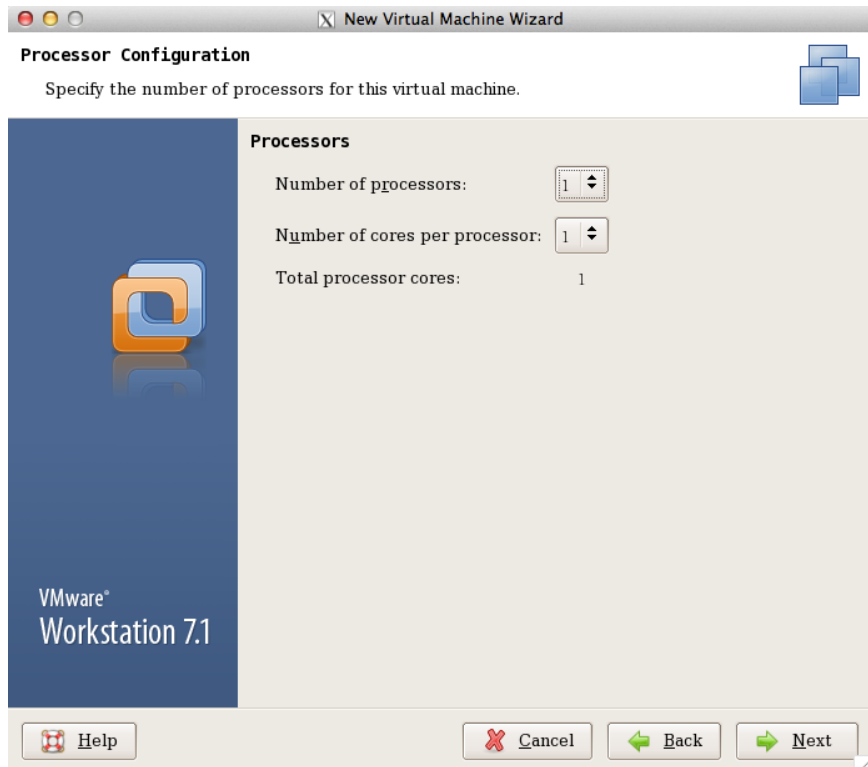 New Virtual Machine Wizard
Processor Configuration
Specify the number of processors for this virtual machine.
Processors
Number of processors: 1
Number of cores per processor: 1
Total processor cores: 1
VMware®
Workstation 7.1
Help Cancel Back Next